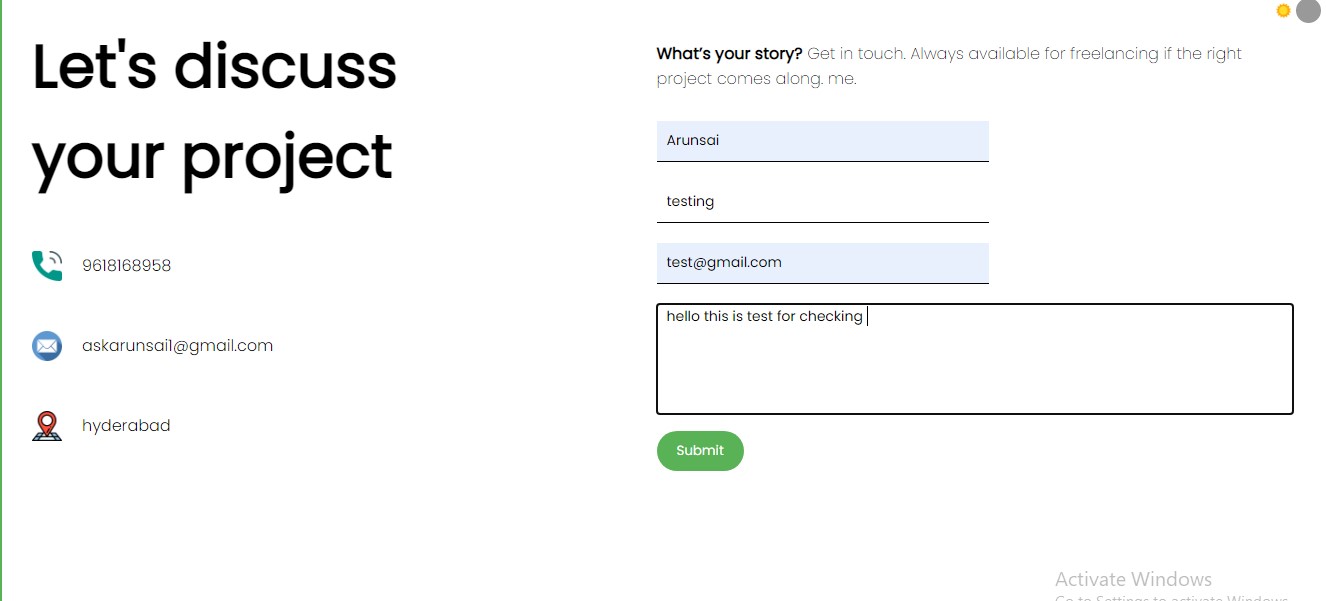 Let's discuss
your project
9618168958
askarunsai1@gmail.com
hyderabad
What's your story? Get in touch. Always available for freelancing if the right
project comes along. me.
Arunsai
testing
test@gmail.com
hello this is test for checking
Submit
Activate Windows
Go to Settings to activate Windows.